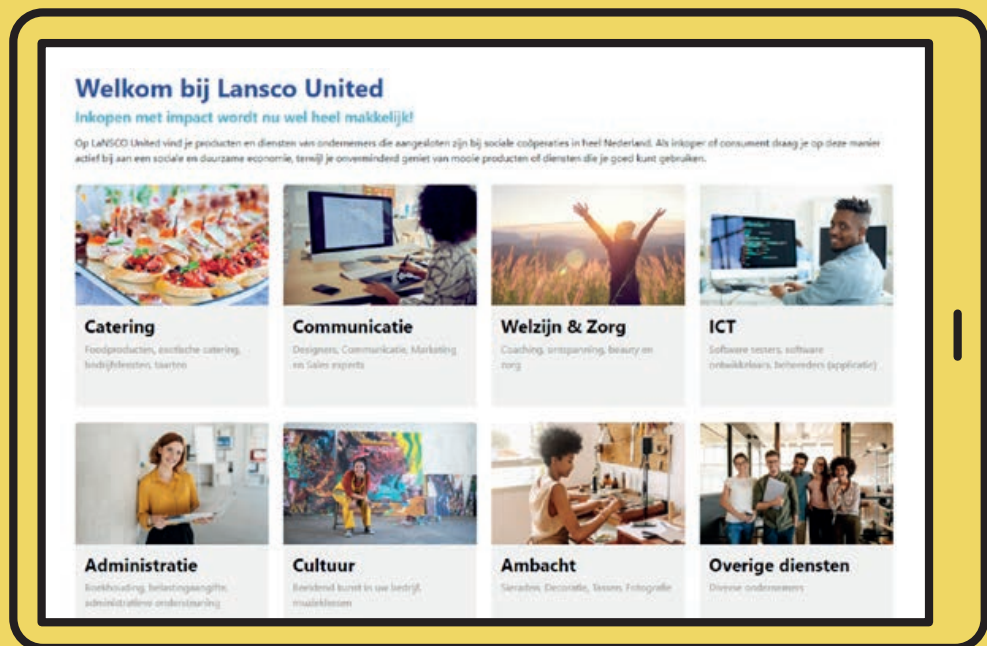 Welkom bij Lansco United
Inkopen met impact wordt nu wel heel makkelijk!
Op LaNSCO United vind je producten en diensten van ondernemers die aangesloten zijn bij sociale coöperaties in heel Nederland. Als inkoper of consument draag je op deze manier
actief bij aan een sociale en duurzame economie, terwijl je onverminderd geniet van mooie producten of diensten die je goed kunt gebruiken.
Catering
Foodproducten, exotische catering,
bedrijfsfeesten, taarten
Communicatie
Designers, Communicatie, Marketing
en Sales experts
Welzijn & Zorg
Coaching, ontspanning, beauty en
zorg
ICT
Software testers, software
ontwikkelaars, beheerders (applicatie)
Administratie
Boekhouding, belastingaangifte,
administratieve ondersteuning
Cultuur
Beeldend kunst in uw bedrijf,
muzieklessen
Ambacht
Sieraden, Decoratie, Tassen, Fotografie
Overige diensten
Diverse ondernemers